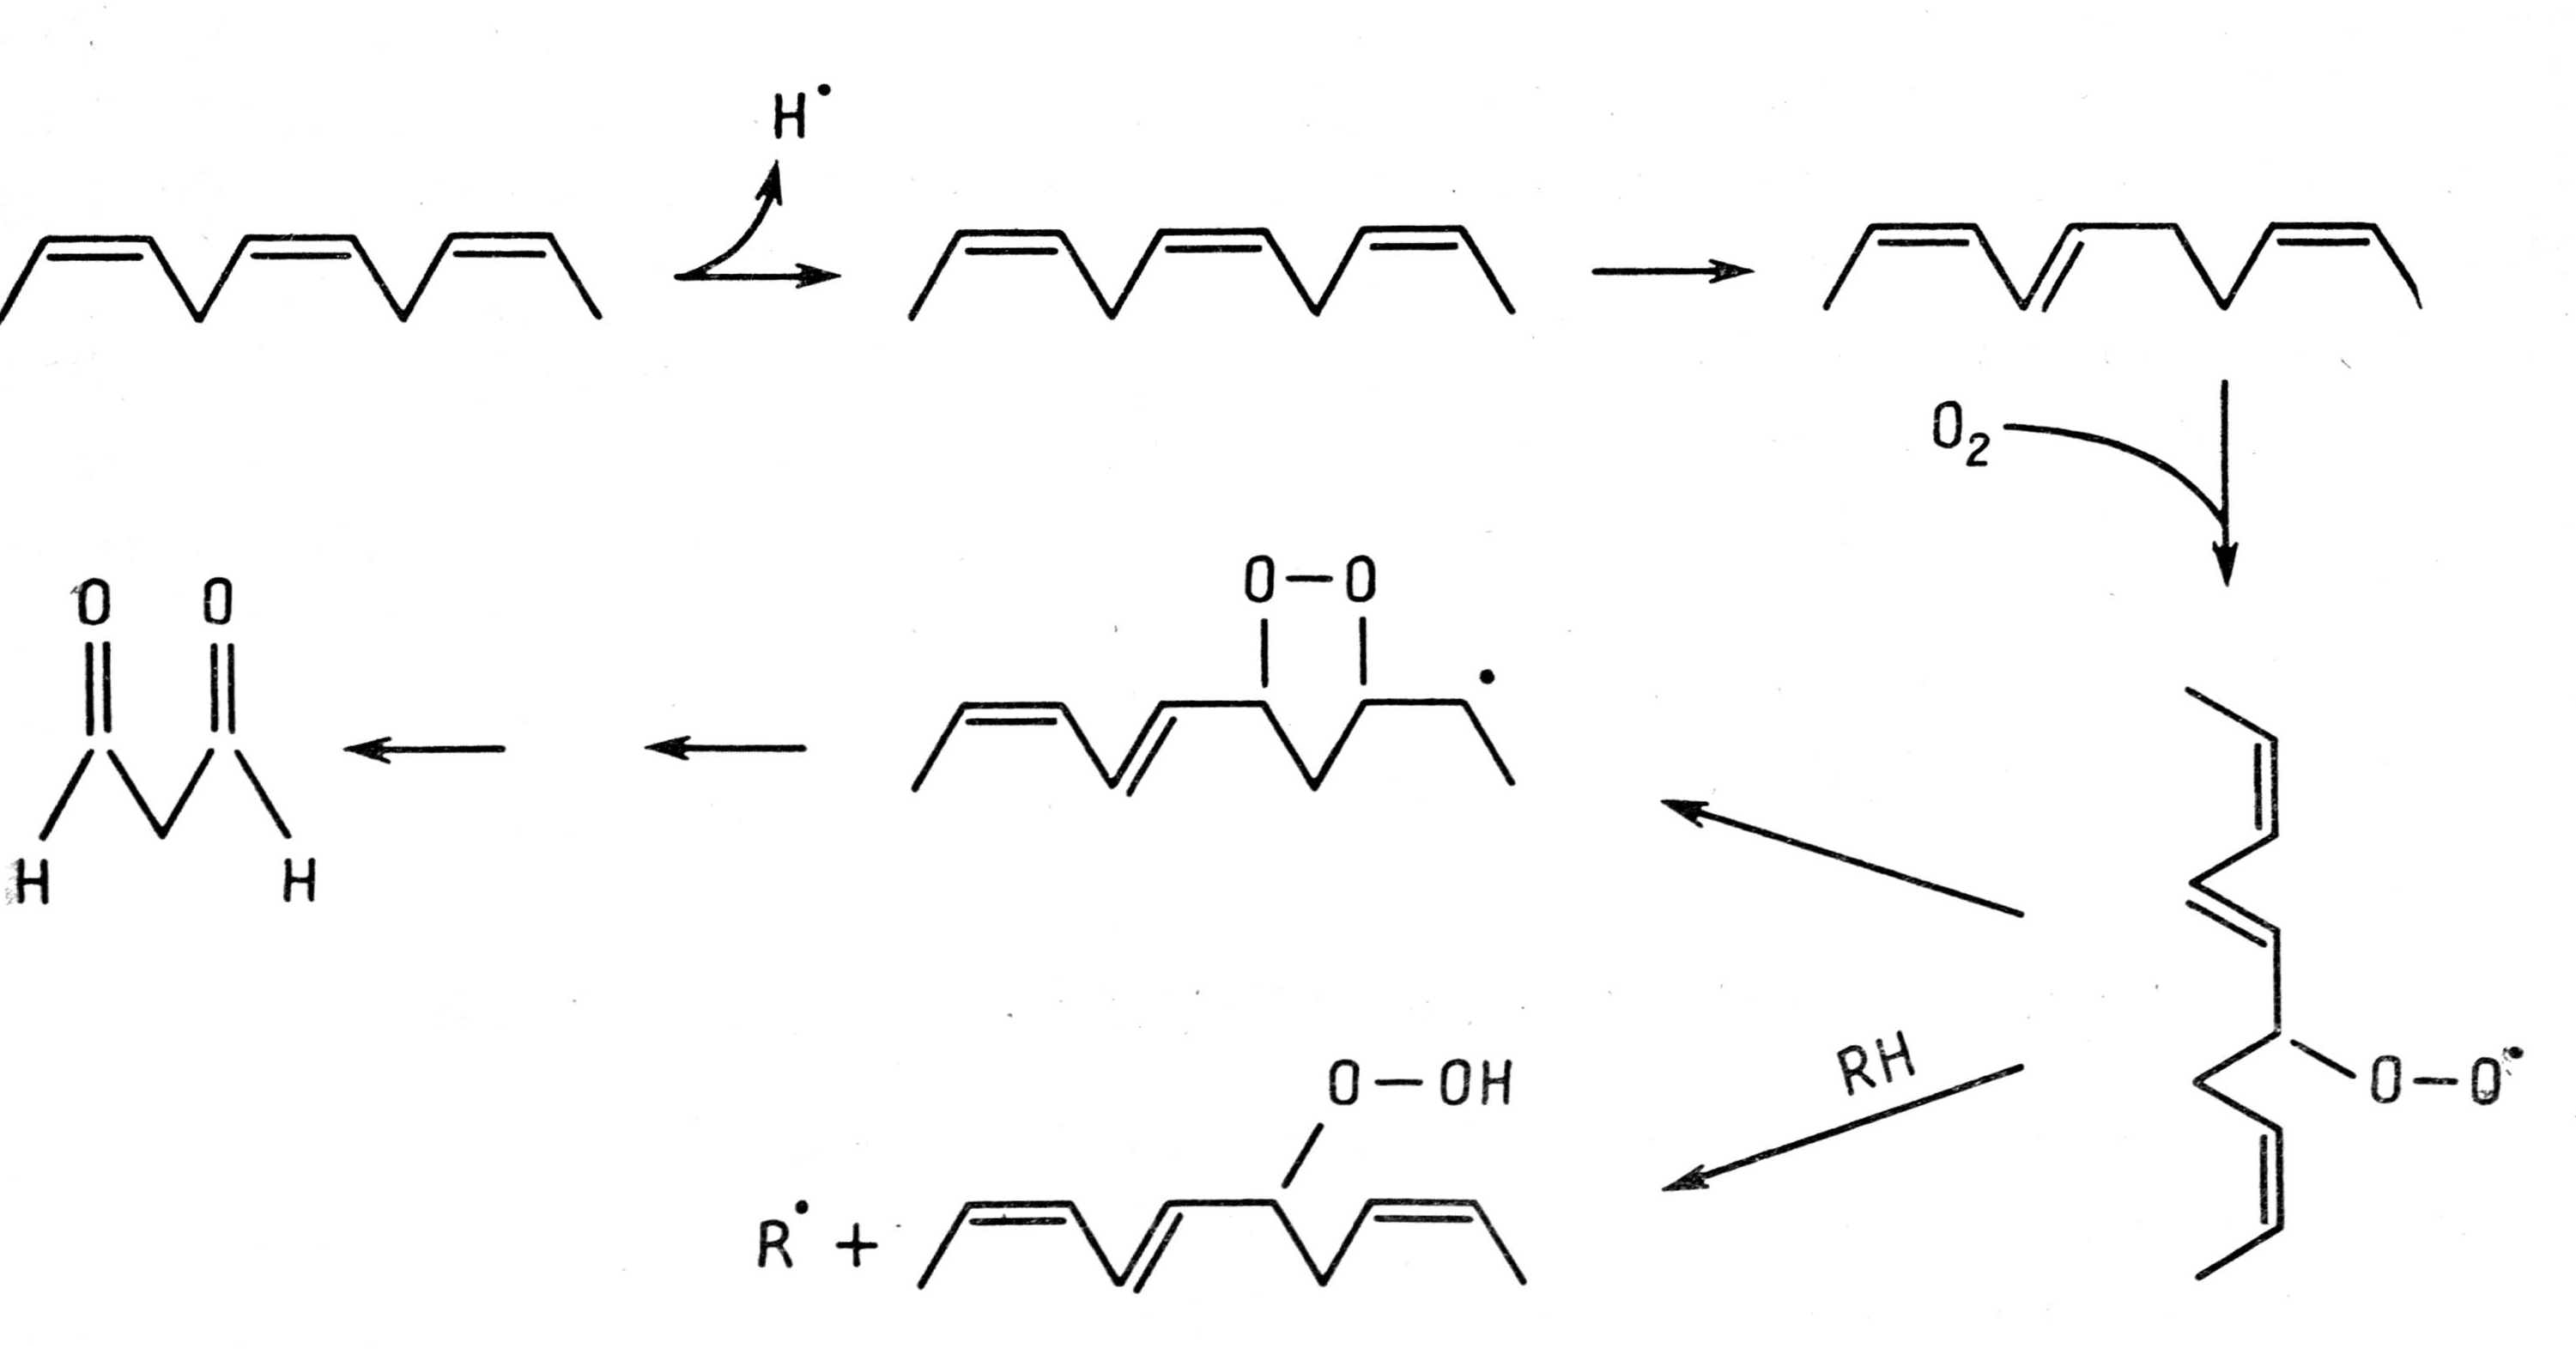 H•
O2
O O O—O
H H
O—OH
RH
O—O•
R• +